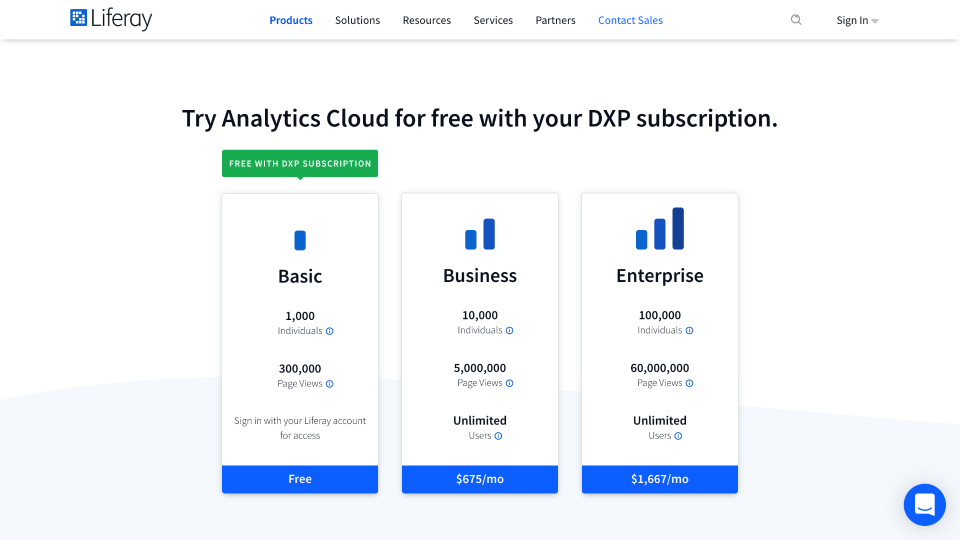 Liferay
Products
Solutions
Resources
Services
Partners
Contact Sales
Sign In
Try Analytics Cloud for free with your DXP subscription.
FREE WITH DXP SUBSCRIPTION
Basic
1,000
Individuals
300,000
Page Views
Sign in with your Liferay account
for access
Free
Business
10,000
Individuals
5,000,000
Page Views
Unlimited
Users
$675/mo
Enterprise
100,000
Individuals
60,000,000
Page Views
Unlimited
Users
$1,667/mo